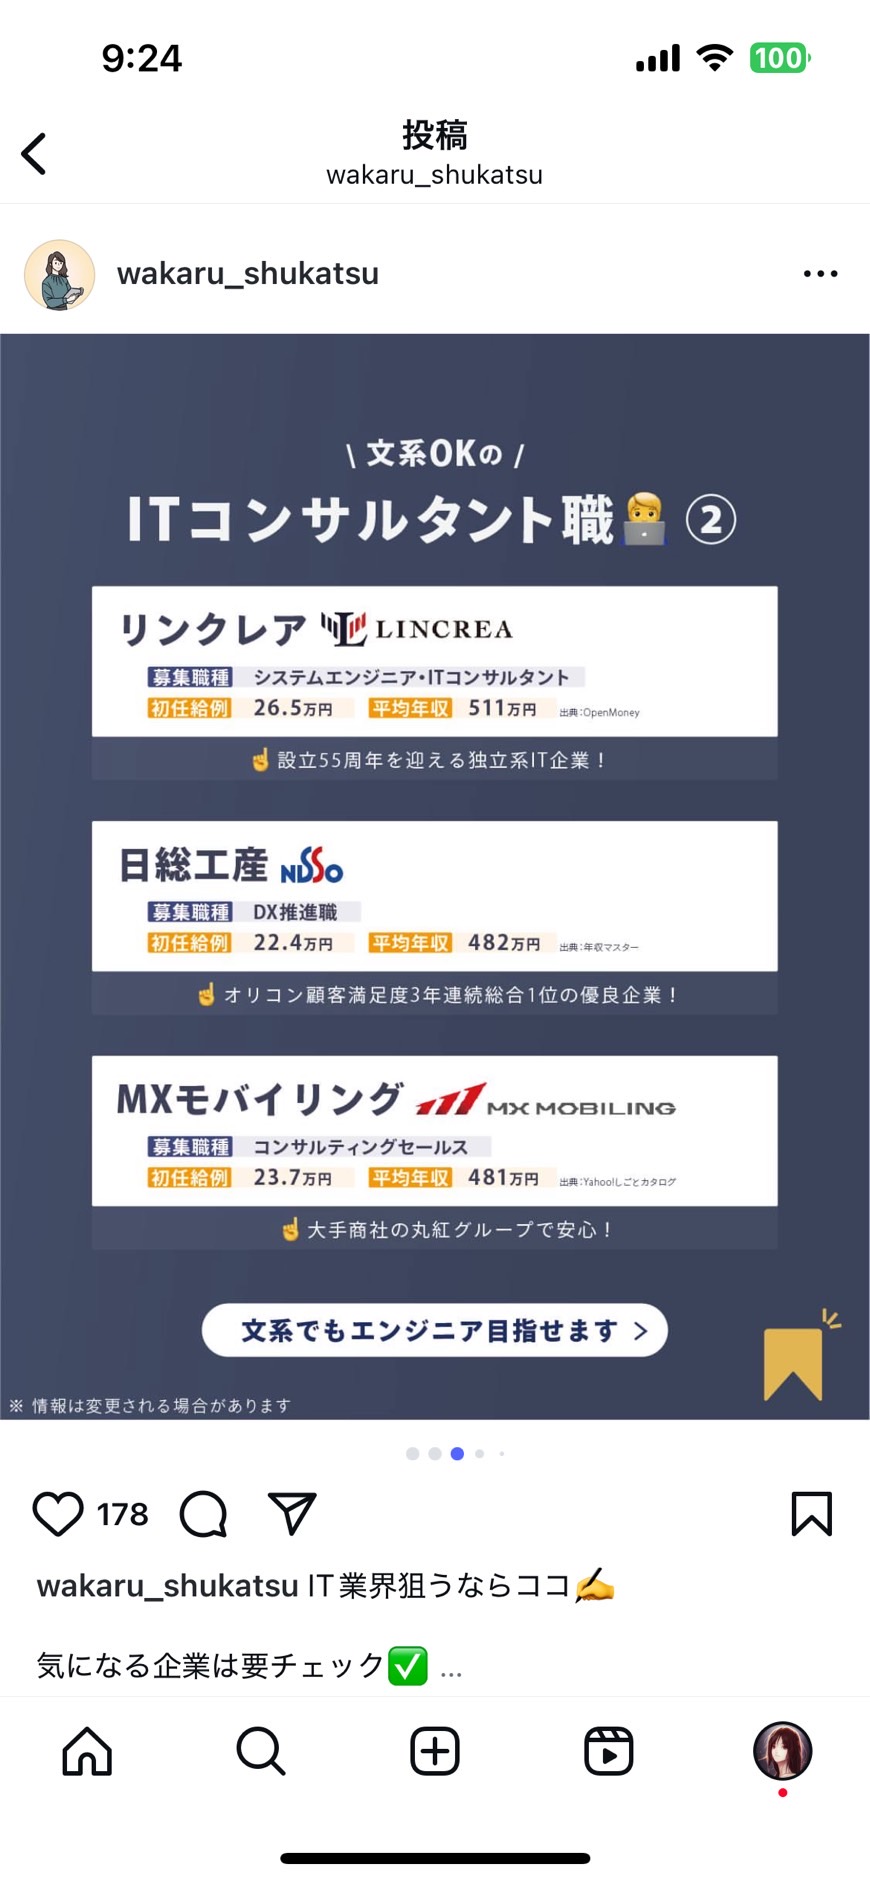 9:24
100
投稿
wakaru_shukatsu
wakaru_shukatsu
\ 文系OKの /
ITコンサルタント職 ②
リンクレア LINCREA
募集職種 システムエンジニア・ITコンサルタント
初任給例 26.5万円 平均年収 511万円 出典:OpenMoney
設立55周年を迎える独立系IT企業！
日総工産 NISSO
募集職種 DX推進職
初任給例 22.4万円 平均年収 482万円 出典:年収マスター
オリコン顧客満足度3年連続総合1位の優良企業！
MXモバイリング MX MOBILING
募集職種 コンサルティングセールス
初任給例 23.7万円 平均年収 481万円 出典:Yahoo!しごとカタログ
大手商社の丸紅グループで安心！
文系でもエンジニア目指せます >
※ 情報は変更される場合があります
178
wakaru_shukatsu IT業界狙うならココ✍️
気になる企業は要チェック✅ ...